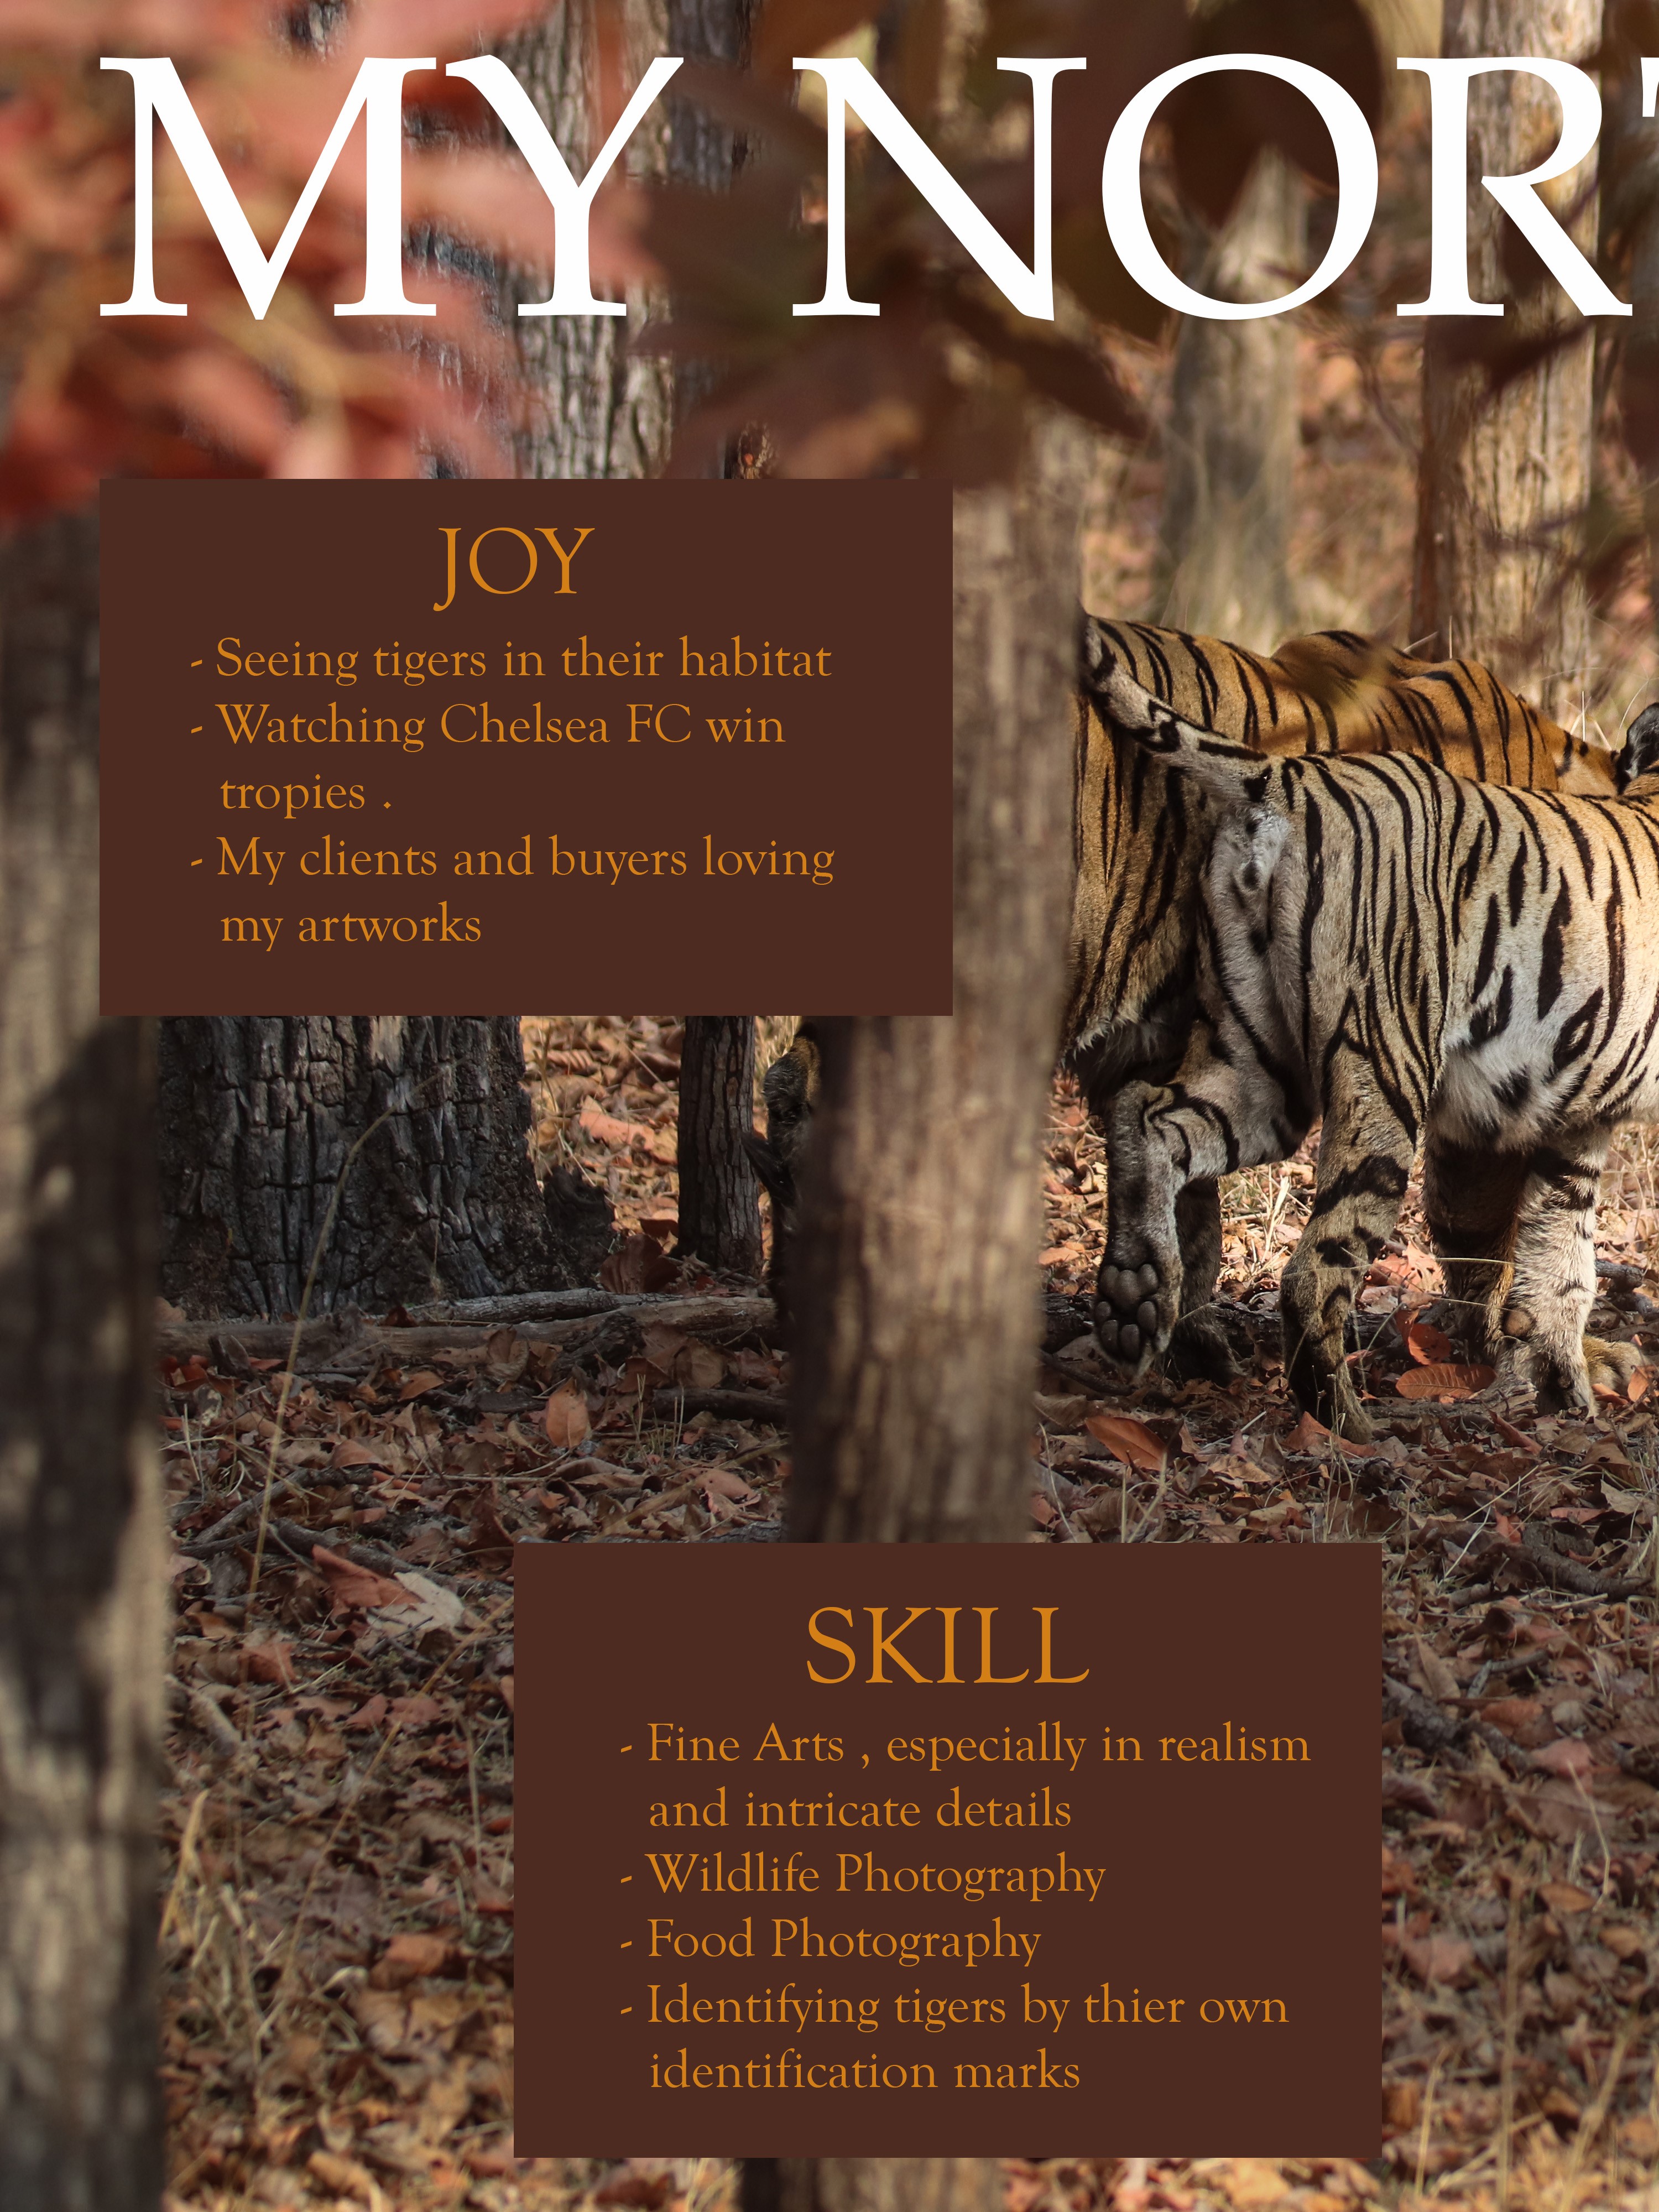 MY NORT
JOY
- Seeing tigers in their habitat
- Watching Chelsea FC win
tropies .
- My clients and buyers loving
my artworks
SKILL
- Fine Arts , especially in realism
and intricate details
- Wildlife Photography
- Food Photography
- Identifying tigers by thier own
identification marks